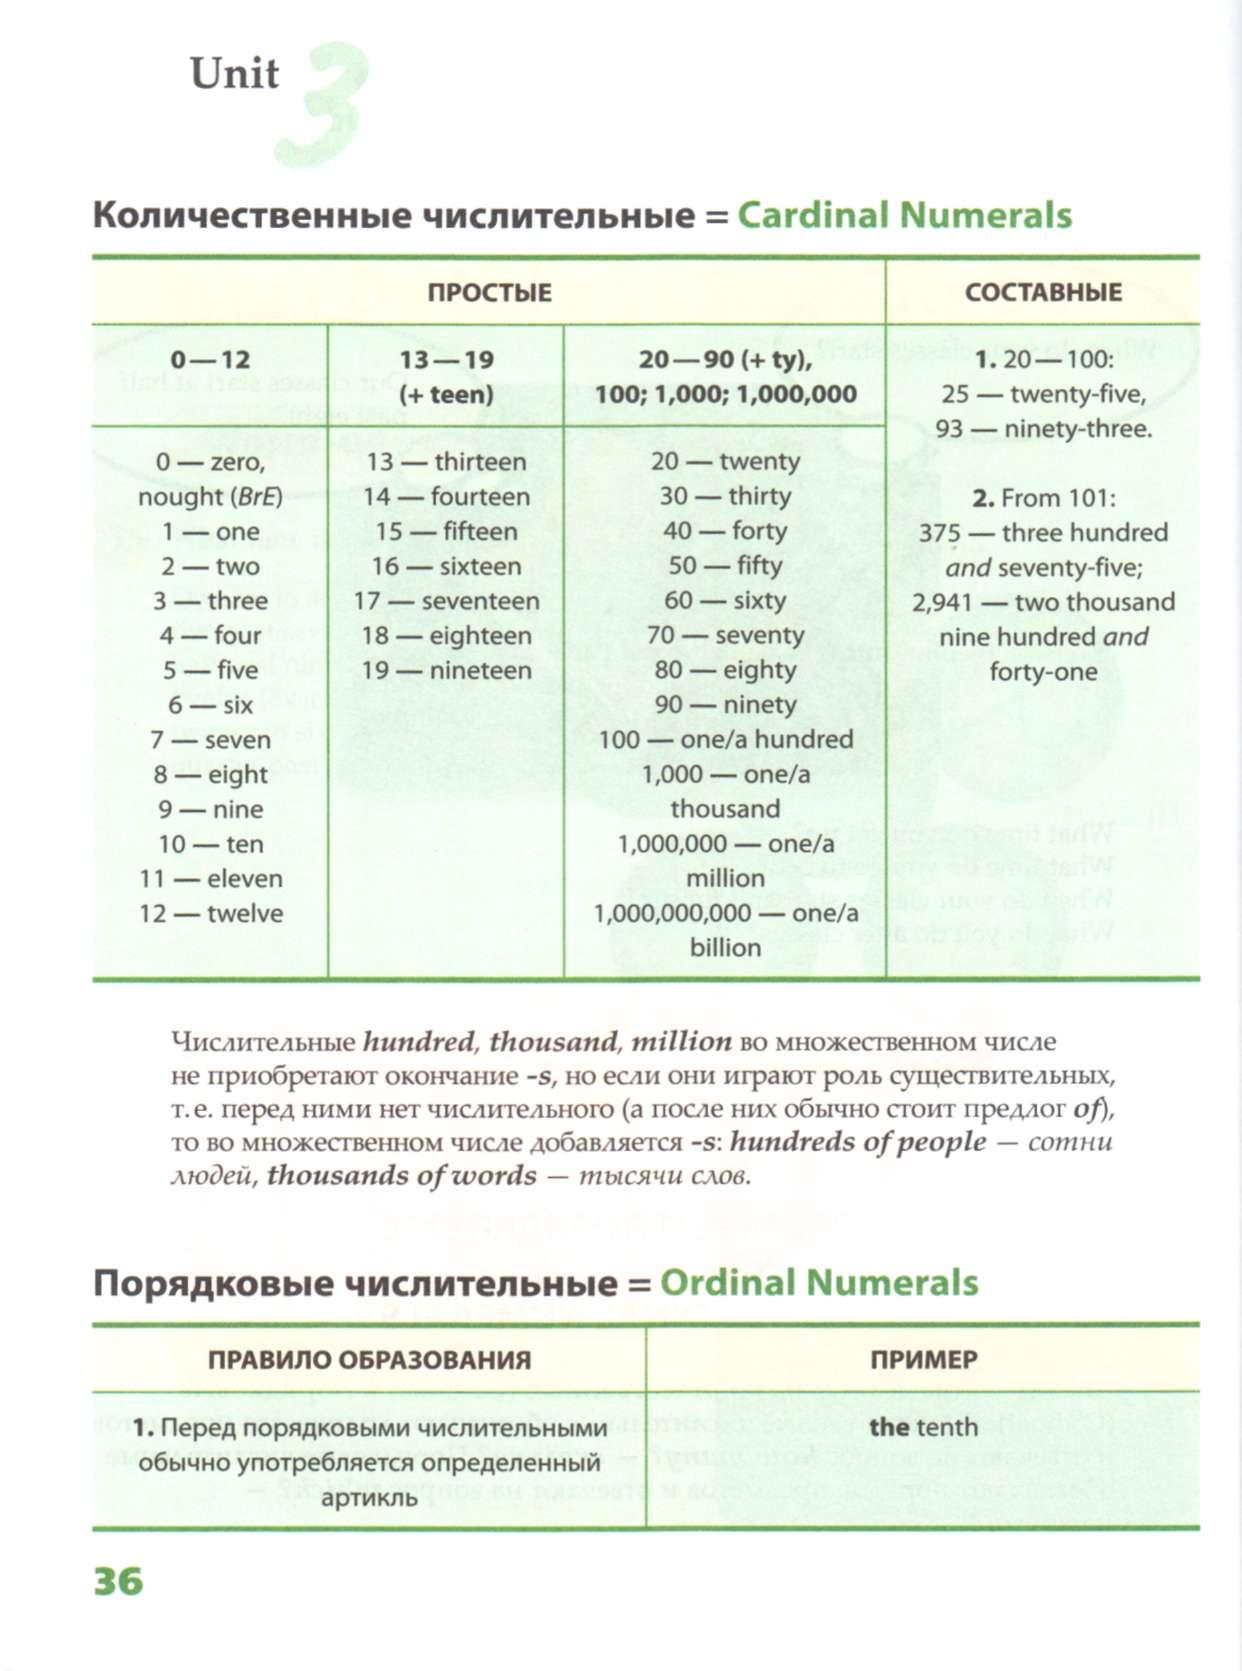 Unit 3
Количественные числительные = Cardinal Numerals
ПРОСТЫЕ
СОСТАВНЫЕ
0—12
13—19
(+ teen)
20—90 (+ ty),
100; 1,000; 1,000,000
0 — zero,
nought (BrE)
1 — one
2 — two
3 — three
4 — four
5 — five
6 — six
7 — seven
8 — eight
9 — nine
10 — ten
11 — eleven
12 — twelve
13 — thirteen
14 — fourteen
15 — fifteen
16 — sixteen
17 — seventeen
18 — eighteen
19 — nineteen
20 — twenty
30 — thirty
40 — forty
50 — fifty
60 — sixty
70 — seventy
80 — eighty
90 — ninety
100 — one/a hundred
1,000 — one/a
thousand
1,000,000 — one/a
million
1,000,000,000 — one/a
billion
1. 20—100:
25 — twenty-five,
93 — ninety-three.
2. From 101:
375 — three hundred
and seventy-five;
2,941 — two thousand
nine hundred and
forty-one
Числительные hundred, thousand, million во множественном числе
не приобретают окончание -s, но если они играют роль существительных,
т. е. перед ними нет числительного (а после них обычно стоит предлог of),
то во множественном числе добавляется -s: hundreds of people — сотни
людей, thousands of words — тысячи слов.
Порядковые числительные = Ordinal Numerals
ПРАВИЛО ОБРАЗОВАНИЯ
ПРИМЕР
1. Перед порядковыми числительными
обычно употребляется определенный
артикль
the tenth
36